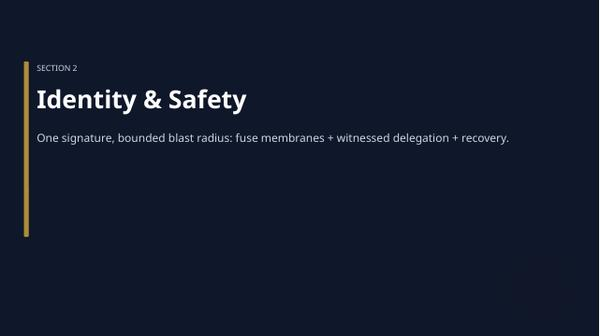 SECTION 2
Identity & Safety
One signature, bounded blast radius: fuse membranes + witnessed delegation + recovery.